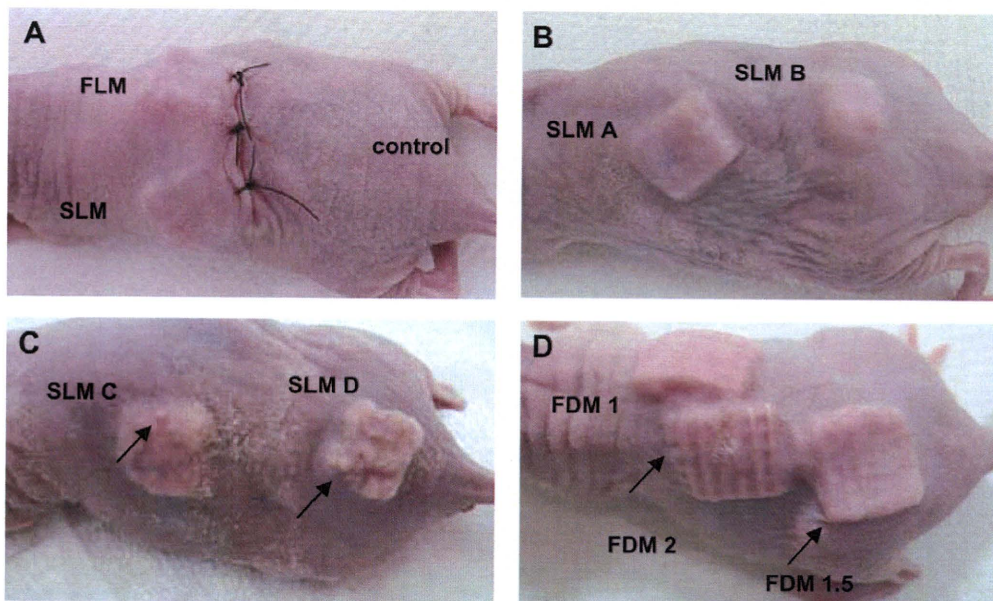 A
FLM
SLM
control
B
SLM B
SLM A
C
SLM C
SLM D
D
FDM 1
FDM 2
FDM 1.5